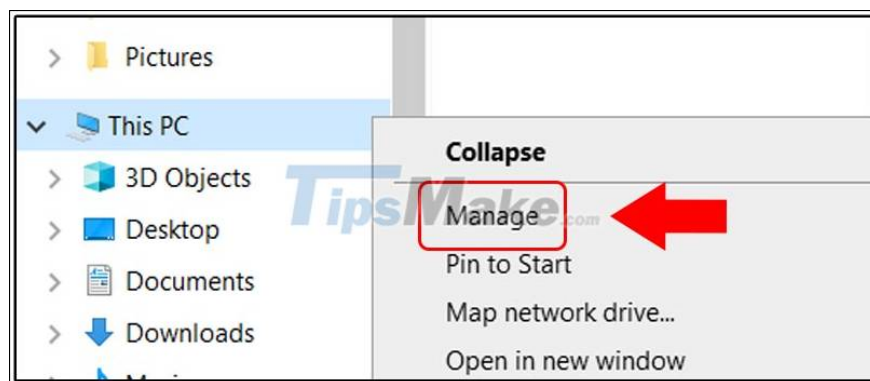 Pictures
This PC
3D Objects
Desktop
Documents
Downloads
Collapse
Manage
Pin to Start
Map network drive...
Open in new window
TipsMake.com